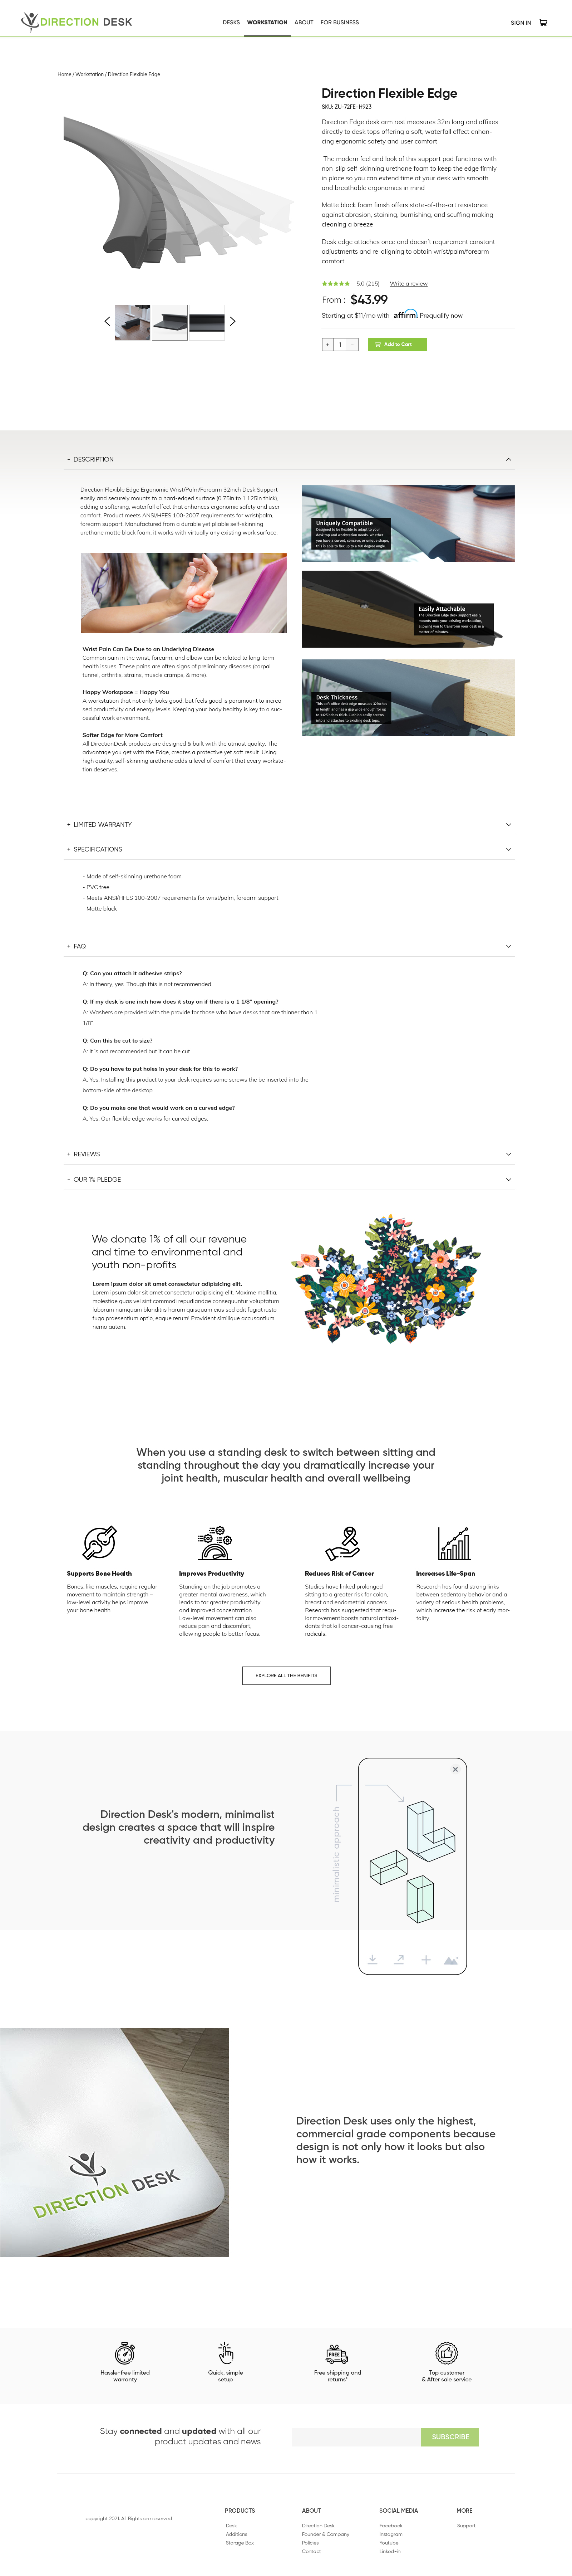 DIRECTION DESK
DESKS
WORKSTATION
ABOUT
FOR BUSINESS
SIGN IN
Home / Workstation / Direction Flexible Edge
Direction Flexible Edge
SKU: ZU-72FE-H923
Direction Edge desk arm rest measures 32in long and affixes
directly to desk tops offering a soft, waterfall effect enhan-
cing ergonomic safety and user comfort
The modern feel and look of this support pad functions with
non-slip self-skinning urethane foam to keep the edge firmly
in place so you can extend time at your desk with smooth
and breathable ergonomics in mind
Matte black foam finish offers state-of-the-art resistance
against abrasion, staining, burnishing, and scuffing making
cleaning a breeze
Desk edge attaches once and doesn't requirement constant
adjustments and re-aligning to obtain wrist/palm/forearm
comfort
5.0 (215) Write a review
From : $43.99
Starting at $11/mo with affirm Prequalify now
+ 1 -
Add to Cart
- DESCRIPTION
Direction Flexible Edge Ergonomic Wrist/Palm/Forearm 32inch Desk Support
easily and securely mounts to a hard-edged surface (0.75in to 1.125in thick),
adding a softening, waterfall effect that enhances ergonomic safety and user
comfort. Product meets ANSI/HFES 100-2007 requirements for wrist/palm,
forearm support. Manufactured from a durable yet pliable self-skinning
urethane matte black foam, it works with virtually any existing work surface.
Uniquely Compatible
Designed to be flexible to adapt to your
desk top and workstation needs. Whether
you have a curved, concave, or unique shape,
this is able to flex up to a 180 degree angle.
Easily Attachable
The Direction Edge desk support easily
mounts onto your existing workstation,
allowing you to transform your desk in a
matter of minutes.
Desk Thickness
This soft office desk edge measures 32inches
in length and has a gap wide enough for up
to 1.125inches thick. Cushion easily screws
into and attaches to existing desk tops.
Wrist Pain Can Be Due to an Underlying Disease
Common pain in the wrist, forearm, and elbow can be related to long-term
health issues. These pains are often signs of preliminary diseases (carpal
tunnel, arthritis, strains, muscle cramps, & more).
Happy Workspace = Happy You
A workstation that not only looks good, but feels good is paramount to increa-
sed productivity and energy levels. Keeping your body healthy is key to a suc-
cessful work environment.
Softer Edge for More Comfort
All DirectionDesk products are designed & built with the utmost quality. The
advantage you get with the Edge, creates a protective yet soft result. Using
high quality, self-skinning urethane adds a level of comfort that every worksta-
tion deserves.
+ LIMITED WARRANTY
+ SPECIFICATIONS
- Made of self-skinning urethane foam
- PVC free
- Meets ANSI/HFES 100-2007 requirements for wrist/palm, forearm support
- Matte black
+ FAQ
Q: Can you attach it adhesive strips?
A: In theory, yes. Though this is not recommended.
Q: If my desk is one inch how does it stay on if there is a 1 1/8" opening?
A: Washers are provided with the provide for those who have desks that are thinner than 1
1/8".
Q: Can this be cut to size?
A: It is not recommended but it can be cut.
Q: Do you have to put holes in your desk for this to work?
A: Yes. Installing this product to your desk requires some screws the be inserted into the
bottom-side of the desktop.
Q: Do you make one that would work on a curved edge?
A: Yes. Our flexible edge works for curved edges.
+ REVIEWS
- OUR 1% PLEDGE
We donate 1% of all our revenue
and time to environmental and
youth non-profits
Lorem ipsum dolor sit amet consectetur adipisicing elit.
Lorem ipsum dolor sit amet consectetur adipisicing elit. Maxime mollitia,
molestiae quas vel sint commodi repudiandae consequuntur voluptatum
laborum numquam blanditiis harum quisquam eius sed odit fugiat iusto
fuga praesentium optio, eaque rerum! Provident similique accusantium
nemo autem.
When you use a standing desk to switch between sitting and
standing throughout the day you dramatically increase your
joint health, muscular health and overall wellbeing
Supports Bone Health
Bones, like muscles, require regular
movement to maintain strength –
low-level activity helps improve
your bone health.
Improves Productivity
Standing on the job promotes a
greater awareness, which
leads to far greater productivity
and improved concentration.
Low-level movement can also
reduce pain and discomfort,
allowing people to better focus.
Reduces Risk of Cancer
Studies have linked prolonged
sitting to a greater risk for colon,
breast and endometrial cancers.
Research has suggested that regu-
lar movement boosts natural antioxi-
dants that kill cancer-causing free
radicals.
Increases Life-Span
Research has found strong links
between sedentary behavior and a
variety of serious health problems,
which increase the risk of early mor-
tality.
EXPLORE ALL THE BENIFITS
Direction Desk's modern, minimalist
design creates a space that will inspire
creativity and productivity
minimalistic approach
DIRECTION DESK
Direction Desk uses only the highest,
commercial grade components because
design is not only how it looks but also
how it works.
Hassle-free limited
warranty
Quick, simple
setup
FREE
Free shipping and
returns*
Top customer
& After sale service
Stay connected and updated with all our
product updates and news
SUBSCRIBE
copyright 2021. All Rights are reserved
PRODUCTS
Desk
Additions
Storage Box
ABOUT
Direction Desk
Founder & Company
Policies
Contact
SOCIAL MEDIA
Facebook
Instagram
Youtube
Linked-In
MORE
Support